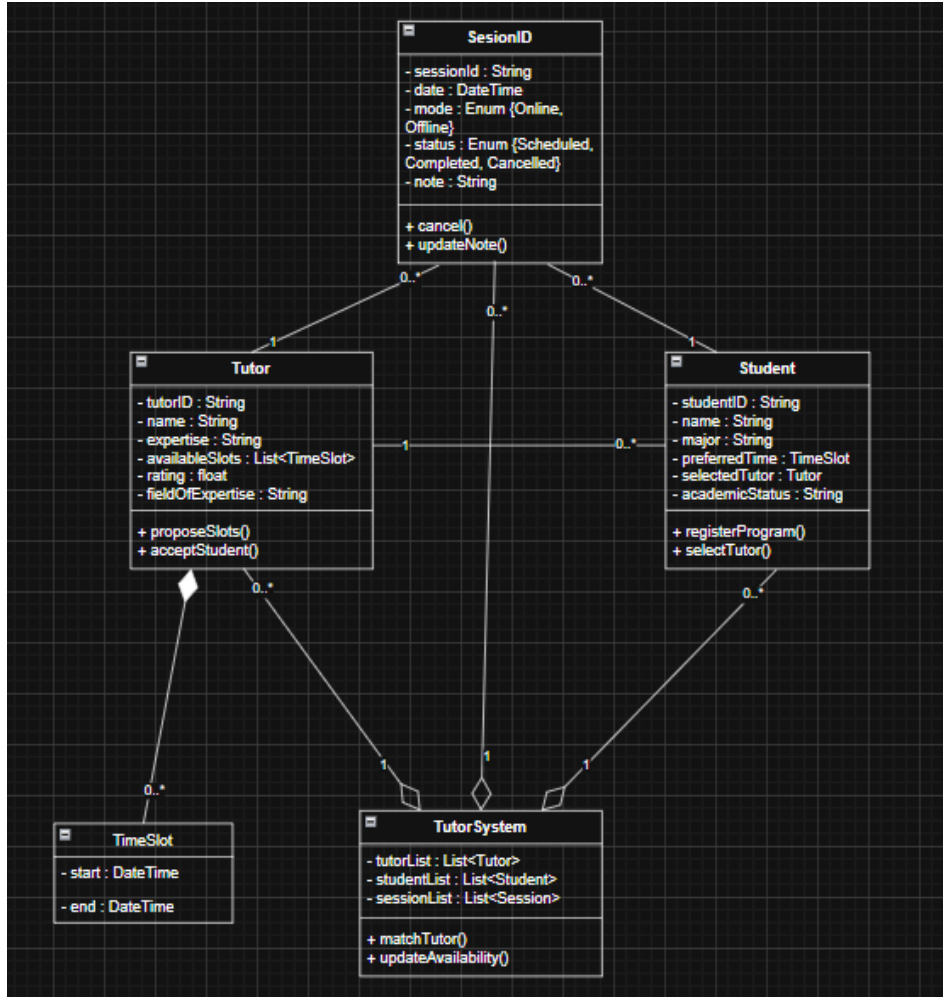 SesionID
- sessionId : String
- date : DateTime
- mode : Enum {Online,
Offline}
- status : Enum {Scheduled,
Completed, Cancelled}
- note : String
+ cancel()
+ updateNote()
0..*
0..*
0..*
1
1
Tutor
- tutorID : String
- name : String
- expertise : String
- availableSlots : List<TimeSlot>
- rating : float
- fieldOfExpertise : String
+ proposeSlots()
+ acceptStudent()
1
0..*
Student
- studentID : String
- name : String
- major : String
- preferredTime : TimeSlot
- selectedTutor : Tutor
- academicStatus : String
+ registerProgram()
+ selectTutor()
0..*
0..*
1
1
1
0..*
TimeSlot
- start : DateTime
- end : DateTime
TutorSystem
- tutorList : List<Tutor>
- studentList : List<Student>
- sessionList : List<Session>
+ matchTutor()
+ updateAvailability()